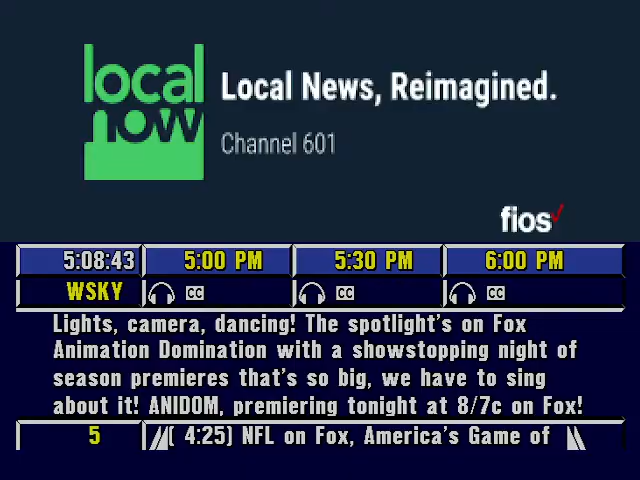 local
now
Local News, Reimagined.
Channel 601
fios✓
5:08:43 5:00 PM 5:30 PM 6:00 PM
WSKY CC CC CC
Lights, camera, dancing! The spotlight's on Fox
Animation Domination with a showstopping night of
season premieres that's so big, we have to sing
about it! ANIDOM, premiering tonight at 8/7c on Fox!
5 ( 4:25) NFL on Fox, America's Game of